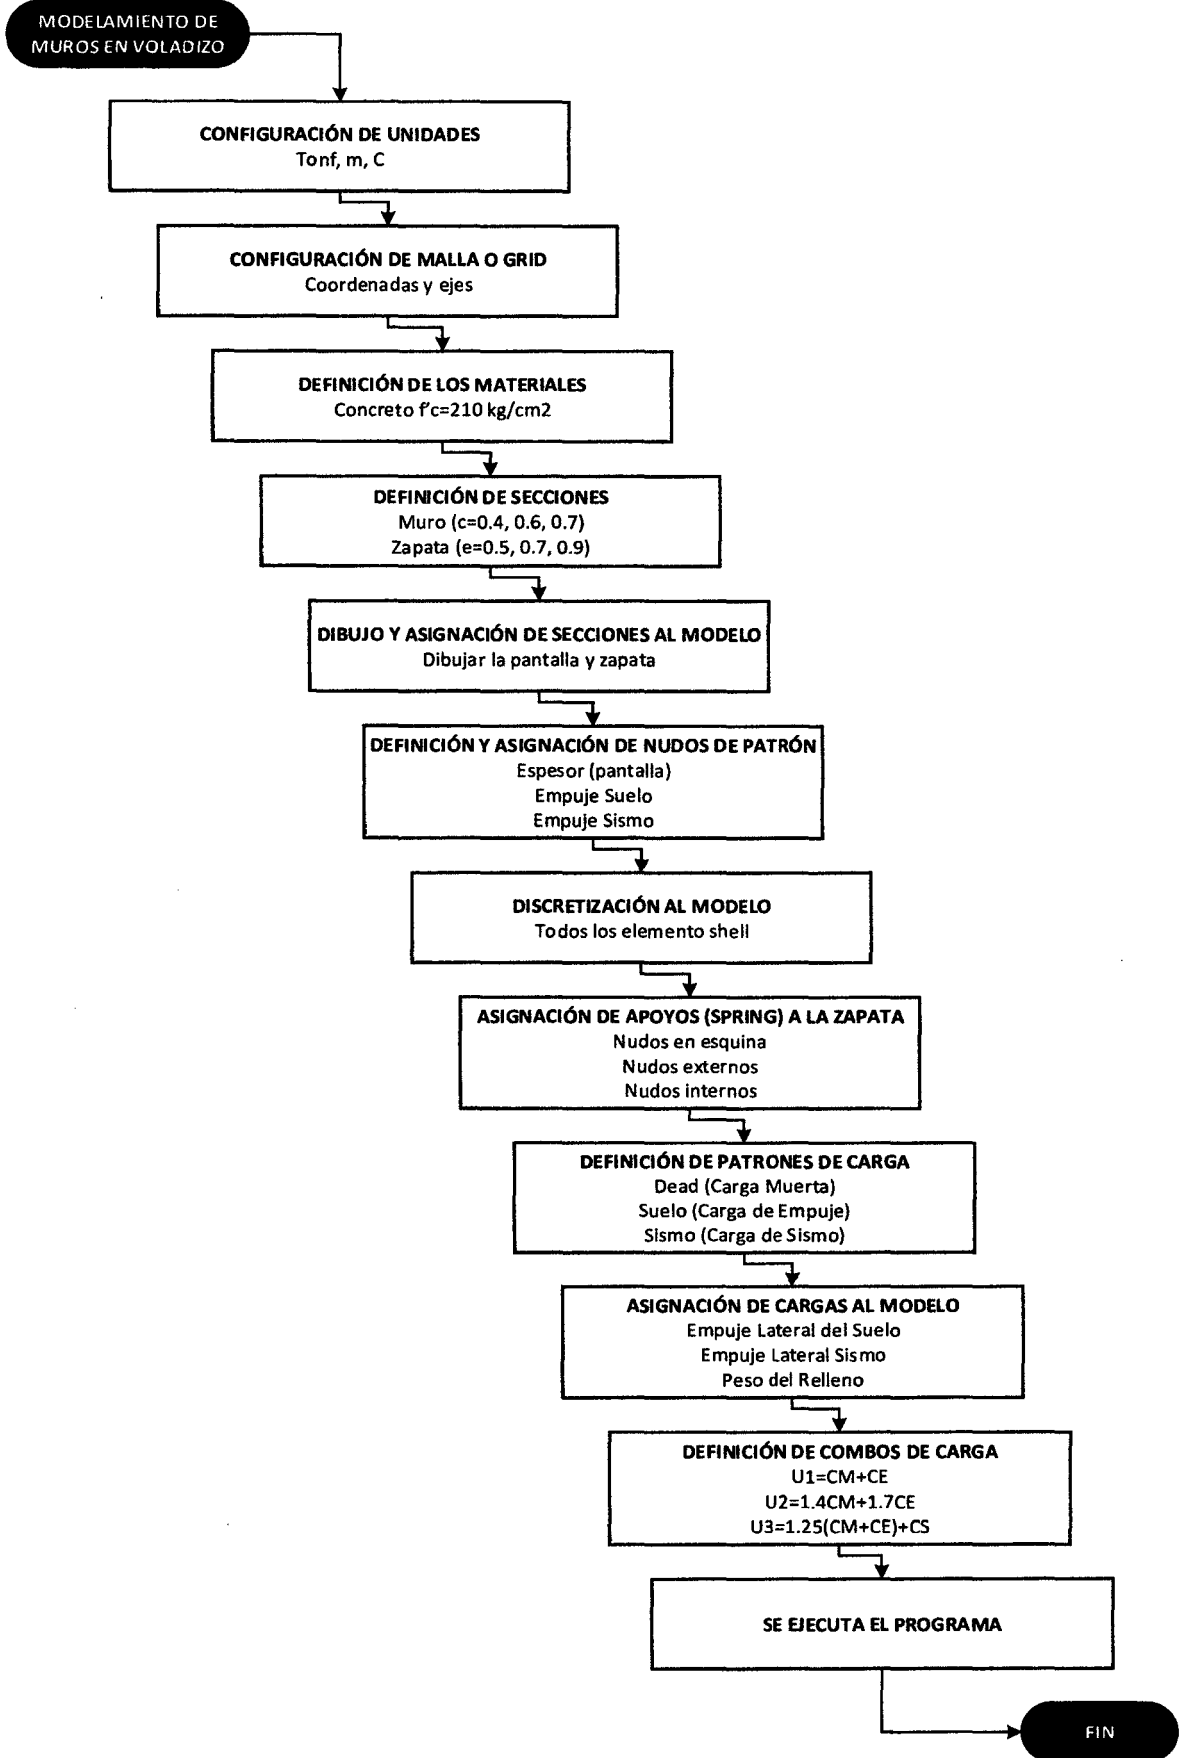 MODELAMIENTO DE
MUROS EN VOLADIZO
CONFIGURACIÓN DE UNIDADES
Tonf, m, C
CONFIGURACIÓN DE MALLA O GRID
Coordenadas y ejes
DEFINICIÓN DE LOS MATERIALES
Concreto f'c=210 kg/cm2
DEFINICIÓN DE SECCIONES
Muro (c=0.4, 0.6, 0.7)
Zapata (e=0.5, 0.7, 0.9)
DIBUJO Y ASIGNACIÓN DE SECCIONES AL MODELO
Dibujar la pantalla y zapata
DEFINICIÓN Y ASIGNACIÓN DE NUDOS DE PATRÓN
Espesor (pantalla)
Empuje Suelo
Empuje Sismo
DISCRETIZACIÓN AL MODELO
Todos los elemento shell
ASIGNACIÓN DE APOYOS (SPRING) A LA ZAPATA
Nudos en esquina
Nudos externos
Nudos internos
DEFINICIÓN DE PATRONES DE CARGA
Dead (Carga Muerta)
Suelo (Carga de Empuje)
Sismo (Carga de Sismo)
ASIGNACIÓN DE CARGAS AL MODELO
Empuje Lateral del Suelo
Empuje Lateral Sismo
Peso del Relleno
DEFINICIÓN DE COMBOS DE CARGA
U1=CM+CE
U2=1.4CM+1.7CE
U3=1.25(CM+CE)+CS
SE EJECUTA EL PROGRAMA
FIN